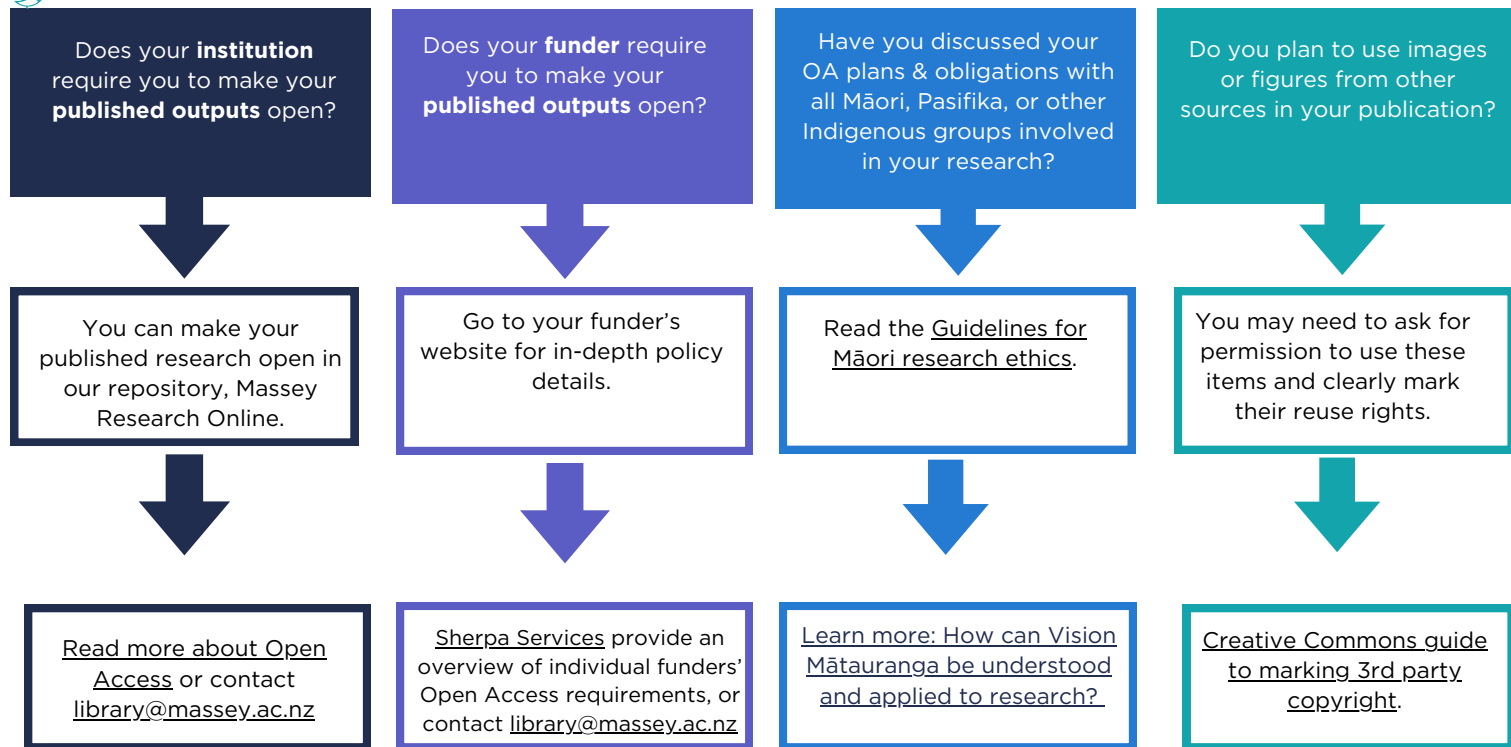 Does your institution
require you to make your
published outputs open?
You can make your
published research open in
our repository, Massey
Research Online.
Read more about Open
Access or contact
library@massey.ac.nz
Does your funder require
you to make your
published outputs open?
Go to your funder's
website for in-depth policy
details.
Sherpa Services provide an
overview of individual funders'
Open Access requirements, or
contact library@massey.ac.nz
Have you discussed your
OA plans & obligations with
all Māori, Pasifika, or other
Indigenous groups involved
in your research?
Read the Guidelines for
Māori research ethics.
Learn more: How can Vision
Mātauranga be understood
and applied to research?
Do you plan to use images
or figures from other
sources in your publication?
You may need to ask for
permission to use these
items and clearly mark
their reuse rights.
Creative Commons guide
to marking 3rd party
copyright.